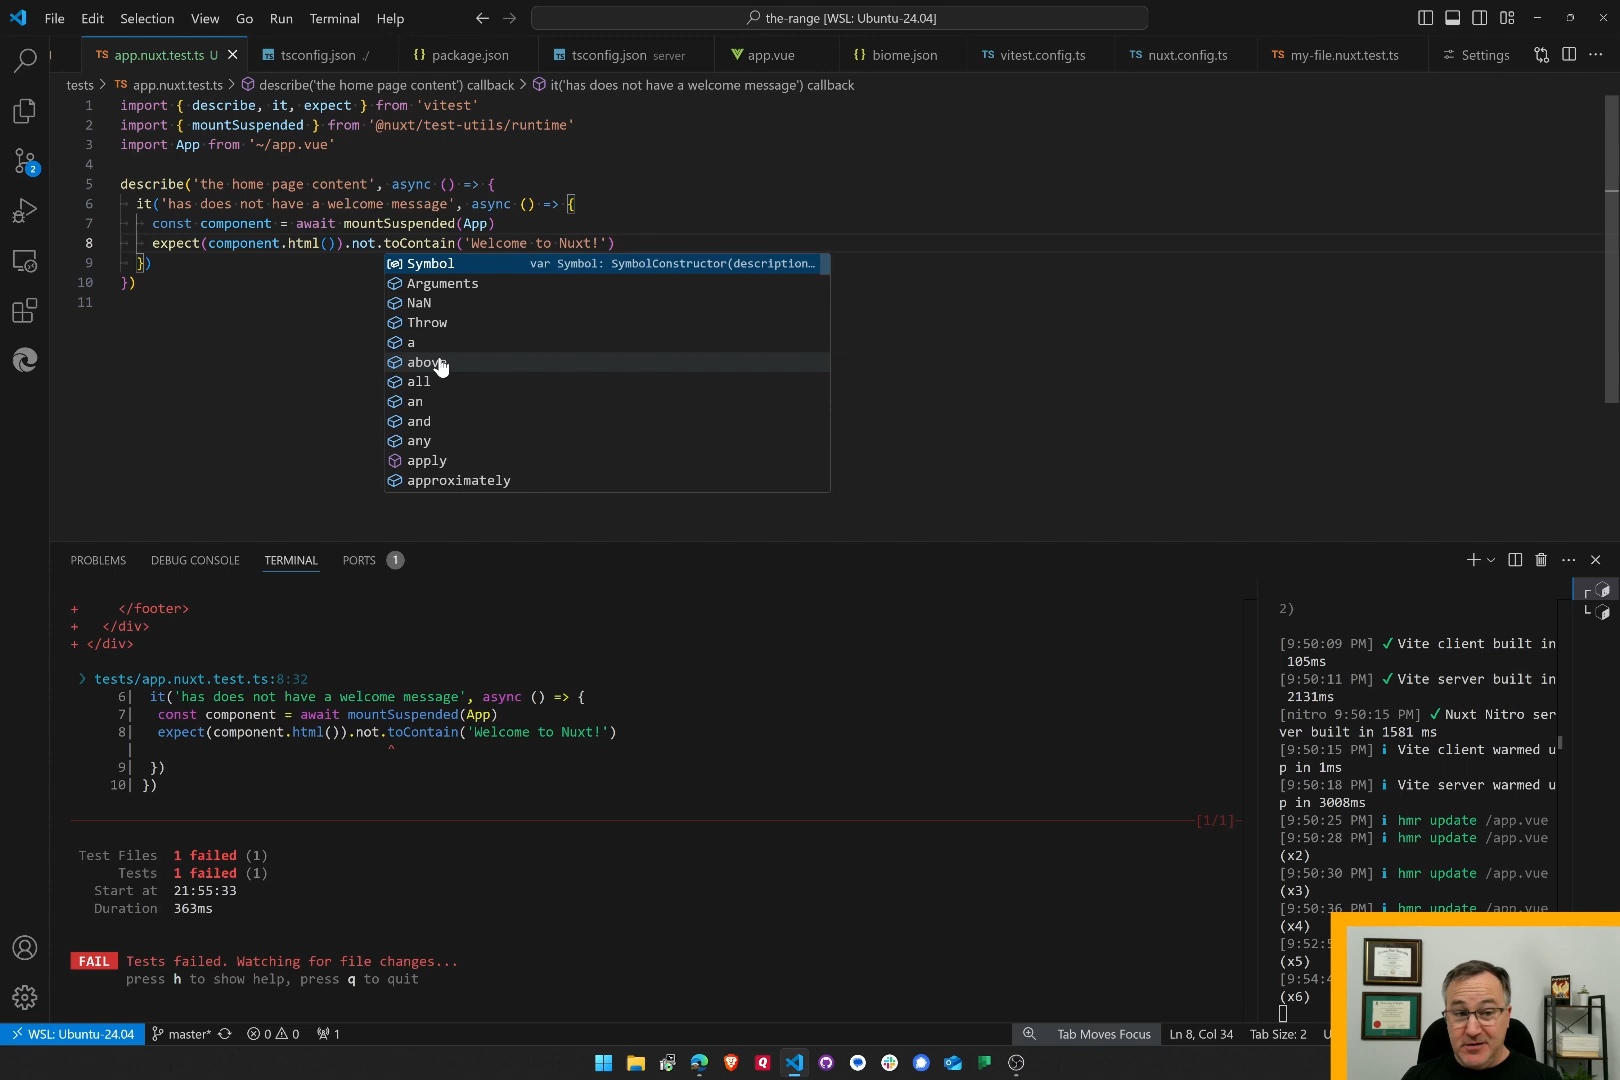 File Edit Selection View Go Run Terminal Help
the-range [WSL: Ubuntu-24.04]
TS app.nuxt.test.ts U
TS tsconfig.json ./
{} package.json
TS tsconfig.json server
app.vue
{} biome.json
TS vitest.config.ts
TS nuxt.config.ts
TS my-file.nuxt.test.ts
Settings
tests > TS app.nuxt.test.ts > describe('the home page content') callback > it('has does not have a welcome message') callback
1 import { describe, it, expect } from 'vitest'
2 import { mountSuspended } from '@nuxt/test-utils/runtime'
3 import App from '~/app.vue'
4
5 describe('the home page content', async () => {
6 it('has does not have a welcome message', async () => {
7 const component = await mountSuspended(App)
8 expect(component.html()).not.toContain('Welcome to Nuxt!')
9 })
10 })
11
Symbol var Symbol: SymbolConstructor(description…
Arguments
NaN
Throw
a
above
all
an
and
any
apply
approximately
2
PROBLEMS DEBUG CONSOLE TERMINAL PORTS 1
+ </footer>
+ </div>
+ </div>
❯ tests/app.nuxt.test.ts:8:32
6| it('has does not have a welcome message', async () => {
7| const component = await mountSuspended(App)
8| expect(component.html()).not.toContain('Welcome to Nuxt!')
| ^
9| })
10| })
[1/1]
Test Files 1 failed (1)
Tests 1 failed (1)
Start at 21:55:33
Duration 363ms
FAIL Tests failed. Watching for file changes...
press h to show help, press q to quit
2)
[9:50:09 PM] ✓ Vite client built in
105ms
[9:50:11 PM] ✓ Vite server built in
2131ms
[nitro 9:50:15 PM] ✓ Nuxt Nitro ser
ver built in 1581 ms
[9:50:15 PM] ℹ Vite client warmed u
p in 1ms
[9:50:18 PM] ℹ Vite server warmed u
p in 3008ms
[9:50:25 PM] ℹ hmr update /app.vue
[9:50:28 PM] ℹ hmr update /app.vue
(x2)
[9:50:30 PM] ℹ hmr update /app.vue
(x3)
[9:50:36 PM] ℹ hmr update /app.vue
(x4)
[9:52:5
(x5)
[9:54:4
(x6)
WSL: Ubuntu-24.04 master* 0 0 1
Tab Moves Focus Ln 8, Col 34 Tab Size: 2 U